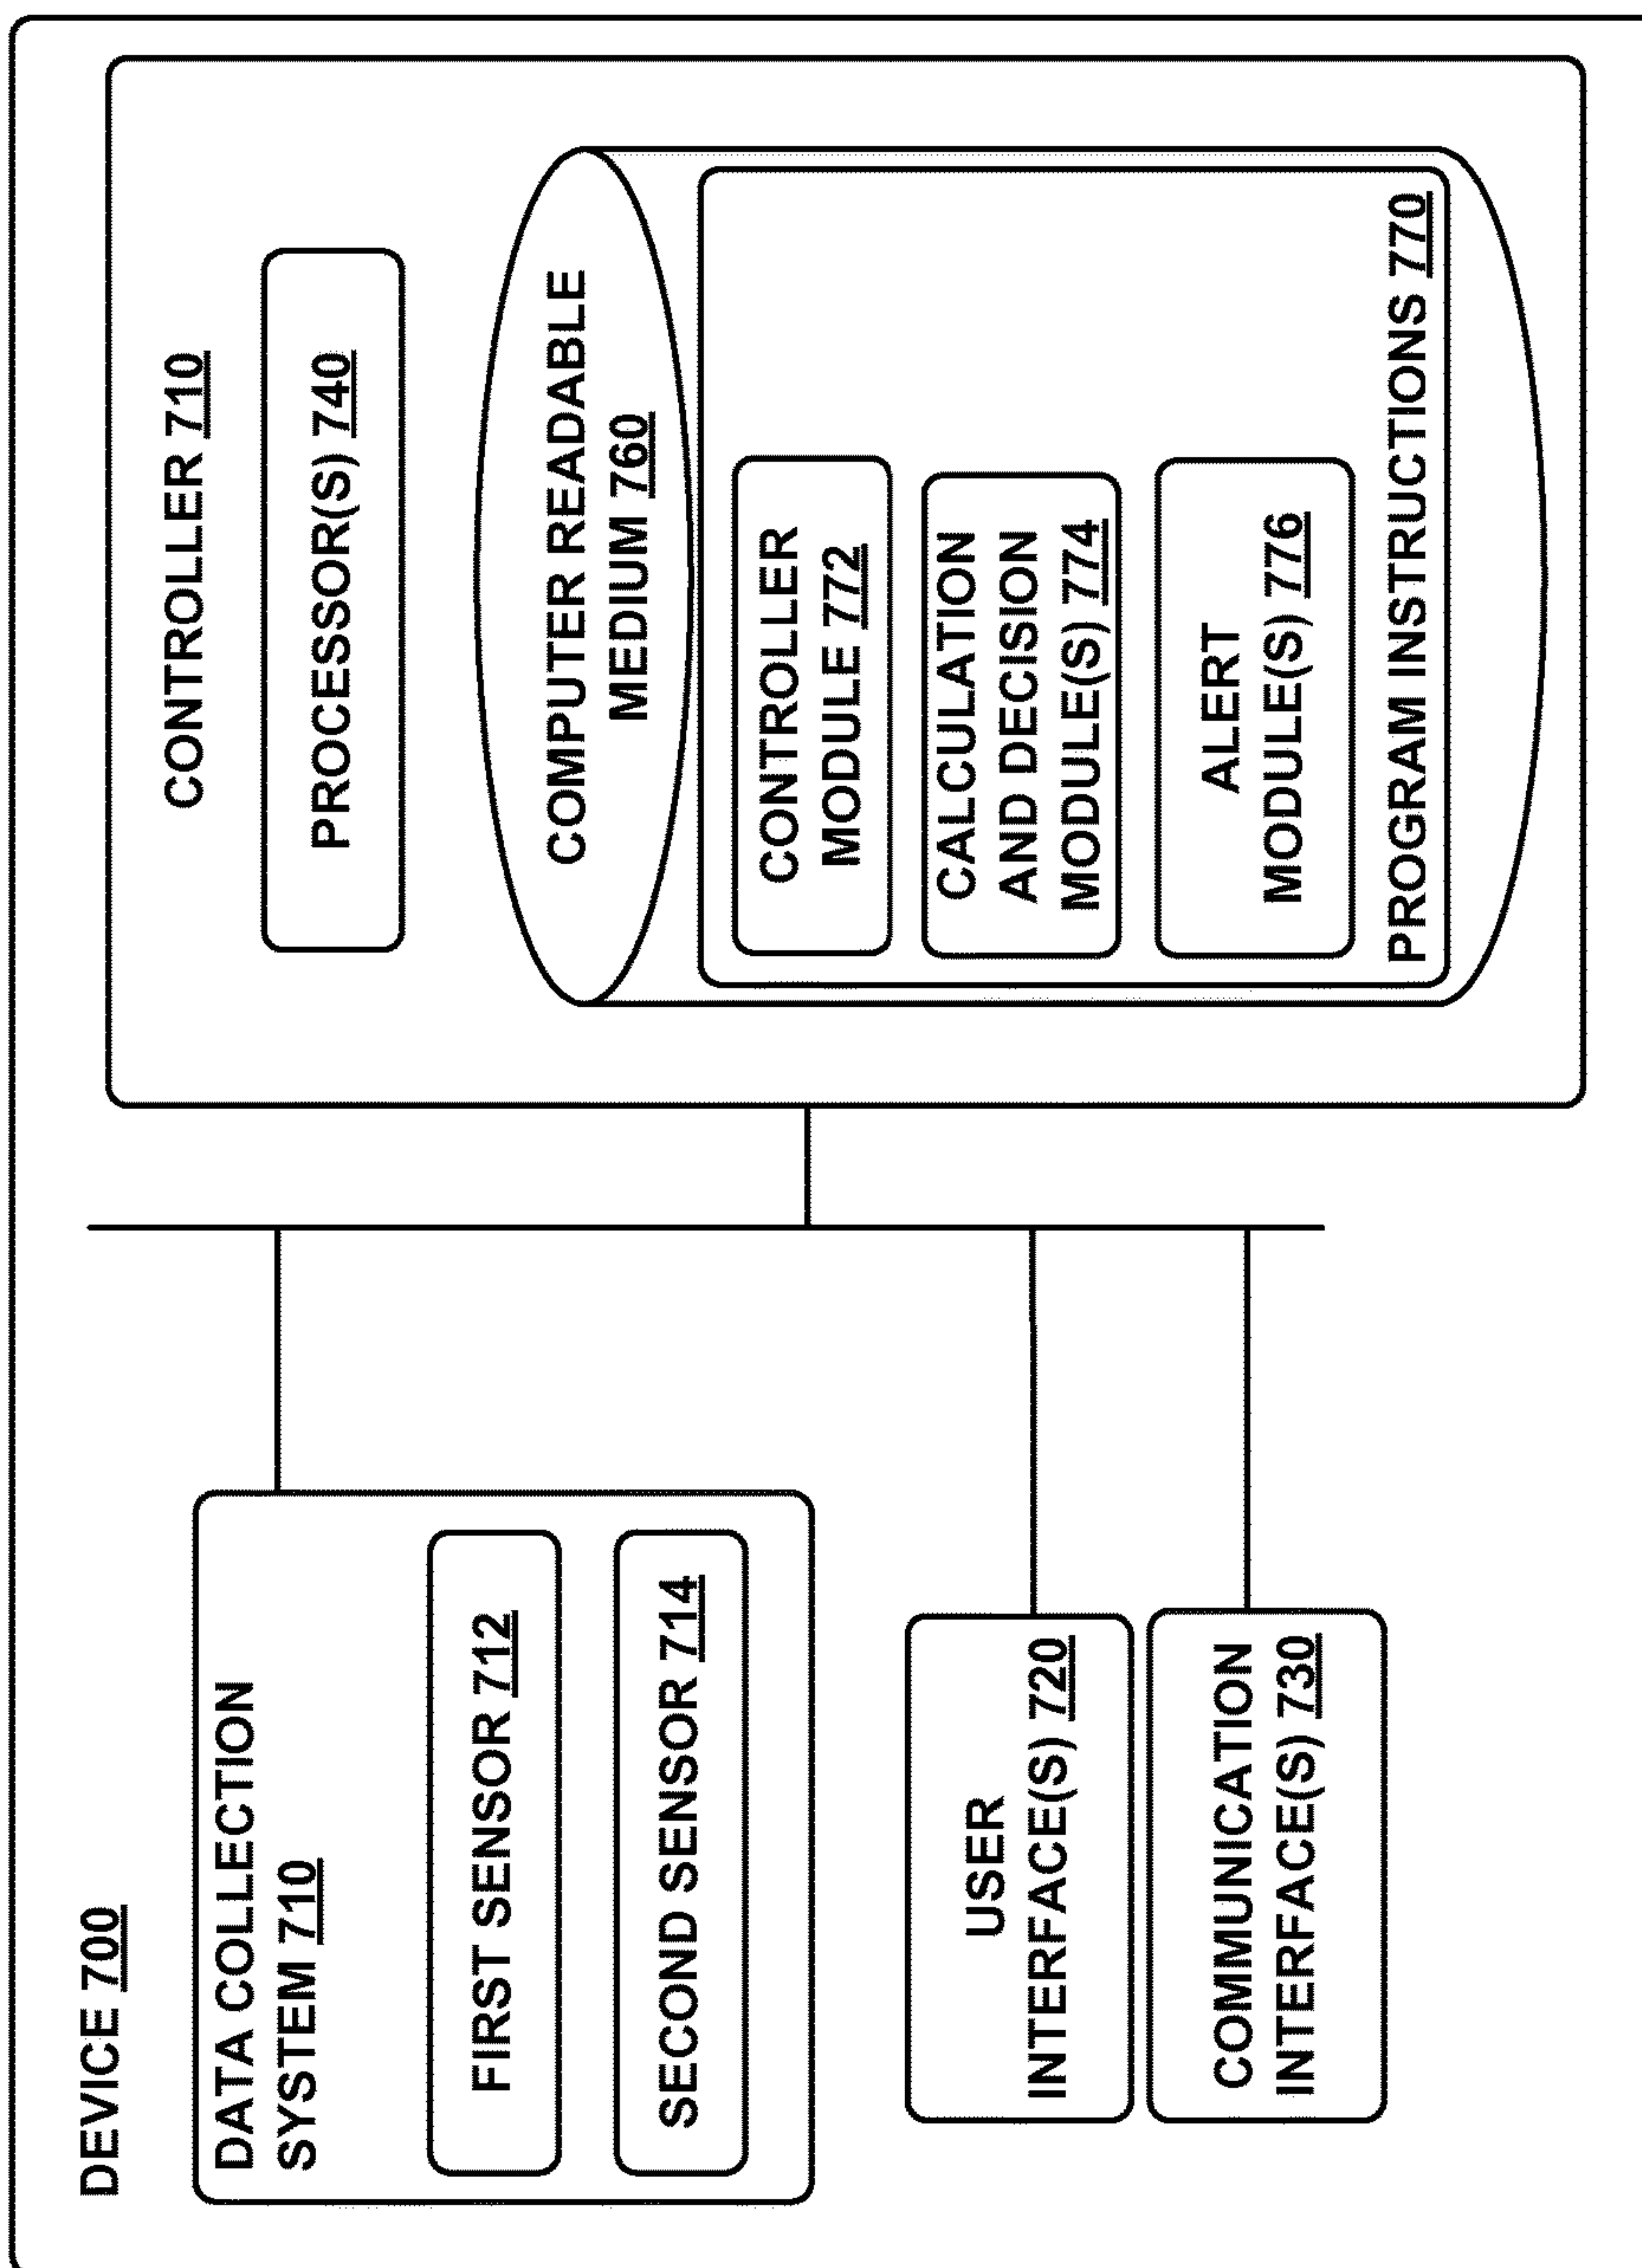 DEVICE 700
DATA COLLECTION
SYSTEM 710
FIRST SENSOR 712
SECOND SENSOR 714
USER
INTERFACE(S) 720
COMMUNICATION
INTERFACE(S) 730
CONTROLLER 710
PROCESSOR(S) 740
COMPUTER READABLE
MEDIUM 760
CONTROLLER
MODULE 772
CALCULATION
AND DECISION
MODULE(S) 774
ALERT
MODULE(S) 776
PROGRAM INSTRUCTIONS 770